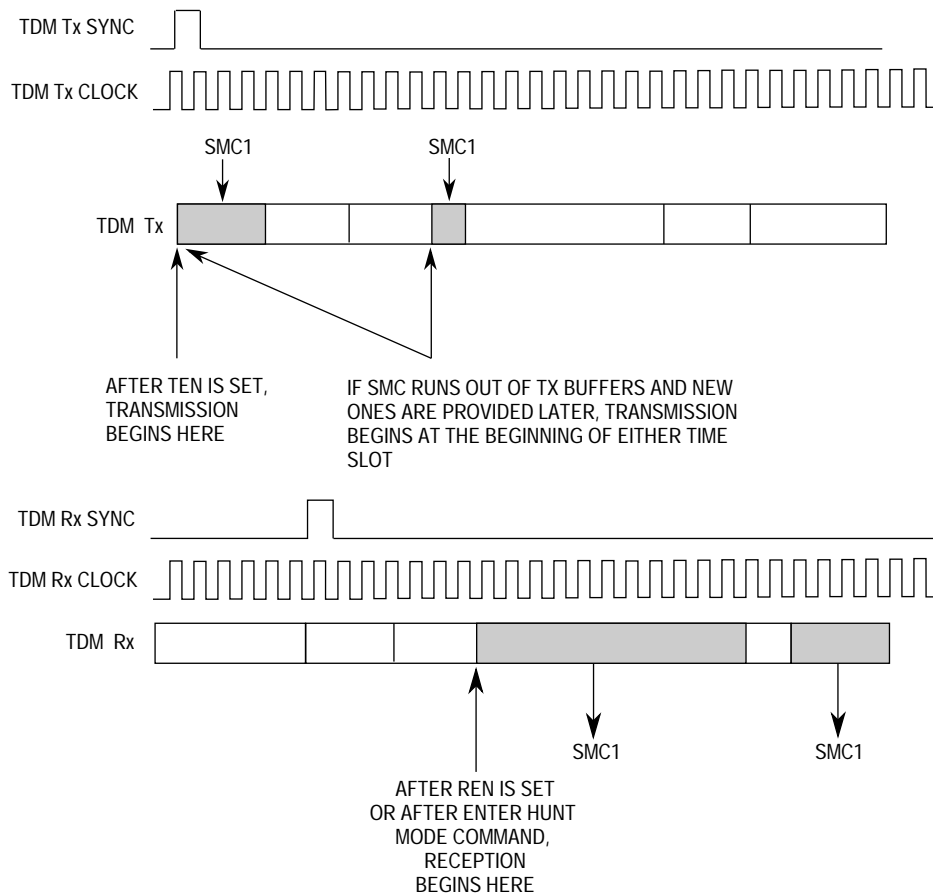 TDM Tx SYNC
TDM Tx CLOCK
SMC1
SMC1
TDM Tx
AFTER TEN IS SET,
TRANSMISSION
BEGINS HERE
IF SMC RUNS OUT OF TX BUFFERS AND NEW
ONES ARE PROVIDED LATER, TRANSMISSION
BEGINS AT THE BEGINNING OF EITHER TIME
SLOT
TDM Rx SYNC
TDM Rx CLOCK
TDM Rx
SMC1
SMC1
AFTER REN IS SET
OR AFTER ENTER HUNT
MODE COMMAND,
RECEPTION
BEGINS HERE